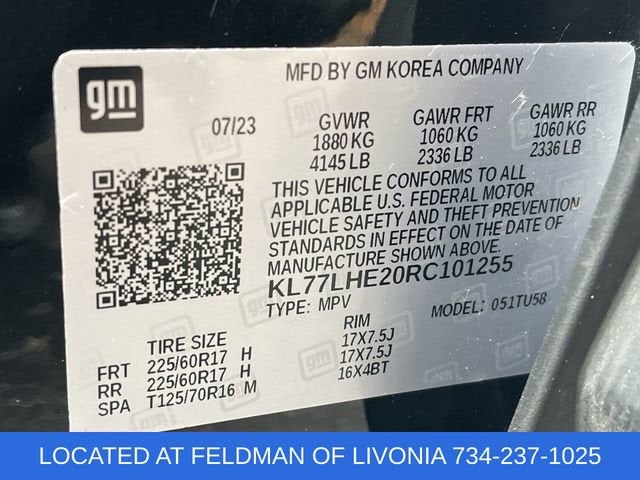 gm
MFD BY GM KOREA COMPANY
07/23 GVWR GAWR FRT GAWR RR
1880 KG 1060 KG 1060 KG
4145 LB 2336 LB 2336 LB
THIS VEHICLE CONFORMS TO ALL
APPLICABLE U.S. FEDERAL MOTOR
VEHICLE SAFETY AND THEFT PREVENTION
STANDARDS IN EFFECT ON THE DATE OF
MANUFACTURE SHOWN ABOVE.
KL77LHE20RC101255
TYPE: MPV MODEL: 051TU58
TIRE SIZE RIM
FRT 225/60R17 H 17X7.5J
RR 225/60R17 H 17X7.5J
SPA T125/70R16 M 16X4BT
LOCATED AT FELDMAN OF LIVONIA 734-237-1025